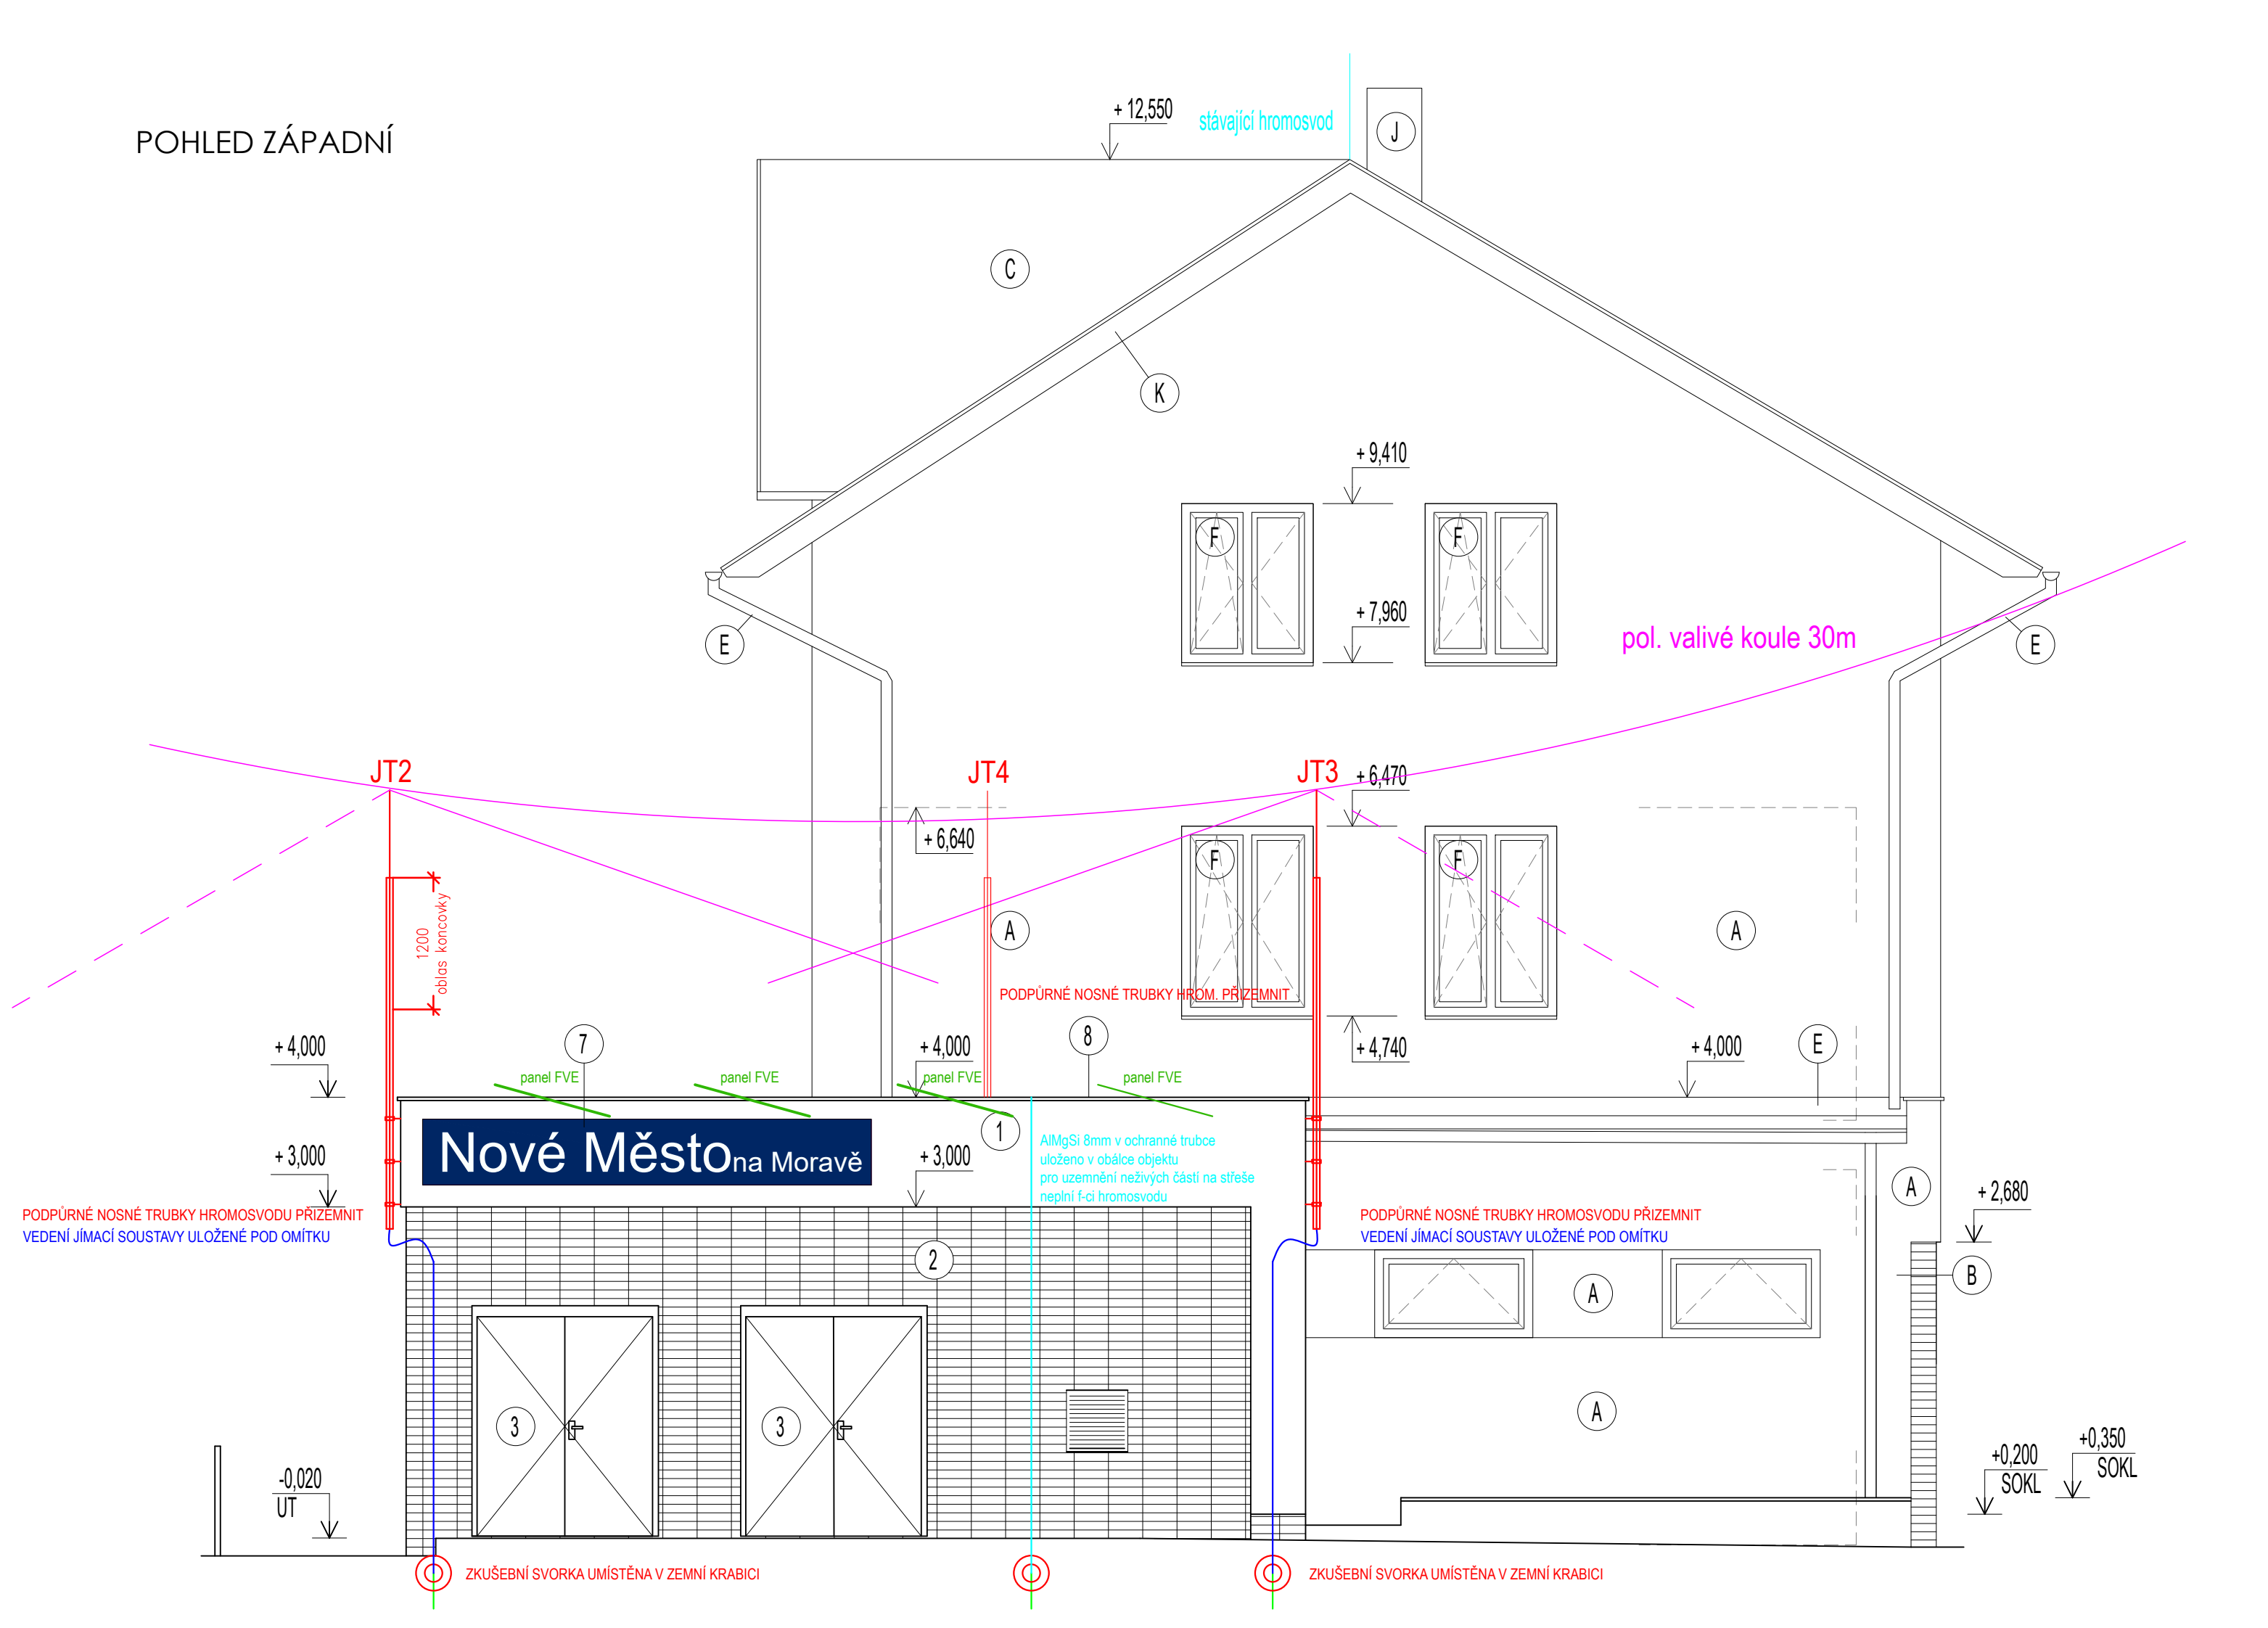 + 12,550
stávající hromosvod
J
POHLED ZÁPADNÍ
C
K
+ 9,410
F
F
+ 7,960
E
pol. valivé koule 30m
E
JT2
JT4
JT3
+ 6,470
+ 6,640
F
F
1200
oblas koncovky
A
A
PODPŮRNÉ NOSNÉ TRUBKY HROM. PŘIZEMNIT
+ 4,000
7
+ 4,000
8
+ 4,740
+ 4,000
E
panel FVE
panel FVE
panel FVE
panel FVE
1
Nové Město na Moravě
+ 3,000
+ 3,000
AlMgSi 8mm v ochranné trubce
uloženo v obálce objektu
pro uzemnění neživých částí na střeše
neplní f-ci hromosvodu
A
+ 2,680
PODPŮRNÉ NOSNÉ TRUBKY HROMOSVODU PŘIZEMNIT
VEDENÍ JÍMACÍ SOUSTAVY ULOŽENÉ POD OMÍTKU
PODPŮRNÉ NOSNÉ TRUBKY HROMOSVODU PŘIZEMNIT
VEDENÍ JÍMACÍ SOUSTAVY ULOŽENÉ POD OMÍTKU
2
A
B
3
3
A
-0,020
UT
+0,200
SOKL
+0,350
SOKL
ZKUŠEBNÍ SVORKA UMÍSTĚNA V ZEMNÍ KRABICI
ZKUŠEBNÍ SVORKA UMÍSTĚNA V ZEMNÍ KRABICI